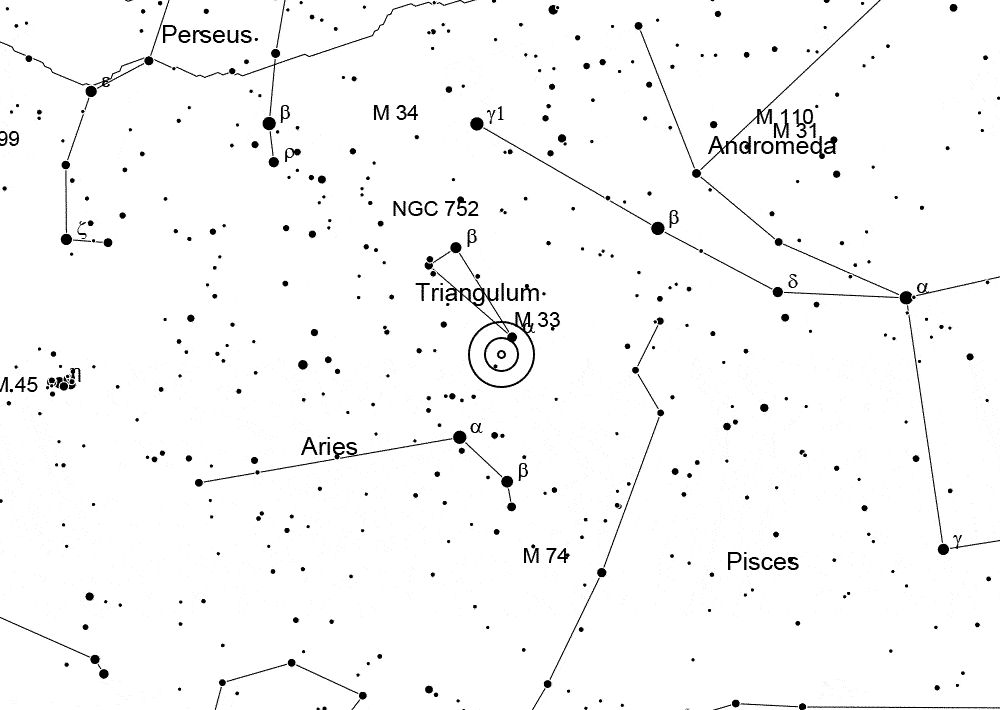 Perseus
ε
β
M 34
γ1
M 110
99
M 31
ρ
Andromeda
NGC 752
β
ζ
β
δ
α
Triangulum
M 33
α
η
M 45
α
Aries
β
γ
M 74
Pisces